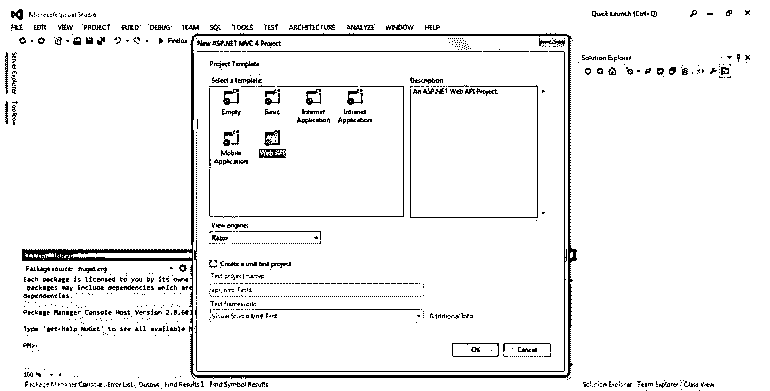 Microsoft Visual Studio
Quick Launch (Ctrl+Q)
FILE EDIT VIEW PROJECT BUILD DEBUG TEAM SQL TOOLS TEST ARCHITECTURE ANALYZE WINDOW HELP
Firefox
New ASP.NET MVC 4 Project
Solution Explorer
Server Explorer
Toolbox
Project Template
Select a template:
Description:
An ASP.NET Web API Project.
Empty
Basic
Internet Application
Intranet Application
Mobile Application
Web API
View engine:
Razor
Create a unit test project
Test project name:
Test framework:
Visual Studio Unit Test
Additional Info
OK
Cancel
Package source: nuget.org
Each package is licensed to you by its owne
packages may include dependencies which are
dependencies.
Package Manager Console Host Version 2.8.60
Type 'get-help NuGet' to see all available N
PM>
100 %
Package Manager Console Error List Output Find Results 1 Find Symbol Results
Solution Explorer Team Explorer Class View